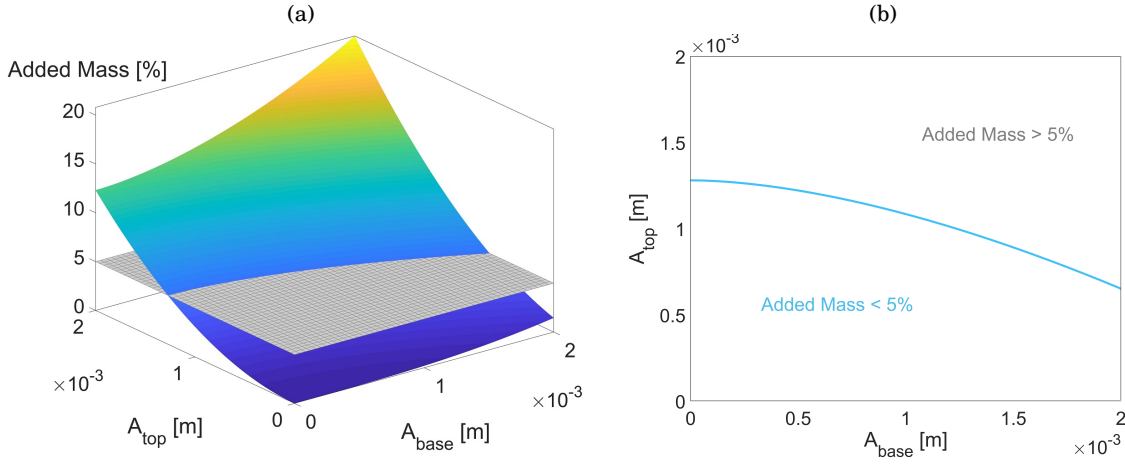 (a)
Added Mass [%]
20
15
10
5
0
2
×10⁻³
1
0
A_top [m]
0
1
2
×10⁻³
A_base [m]
(b)
×10⁻³
2
1.5
1
0.5
0
A_top [m]
Added Mass > 5%
Added Mass < 5%
0
0.5
1
1.5
2
A_base [m]
×10⁻³